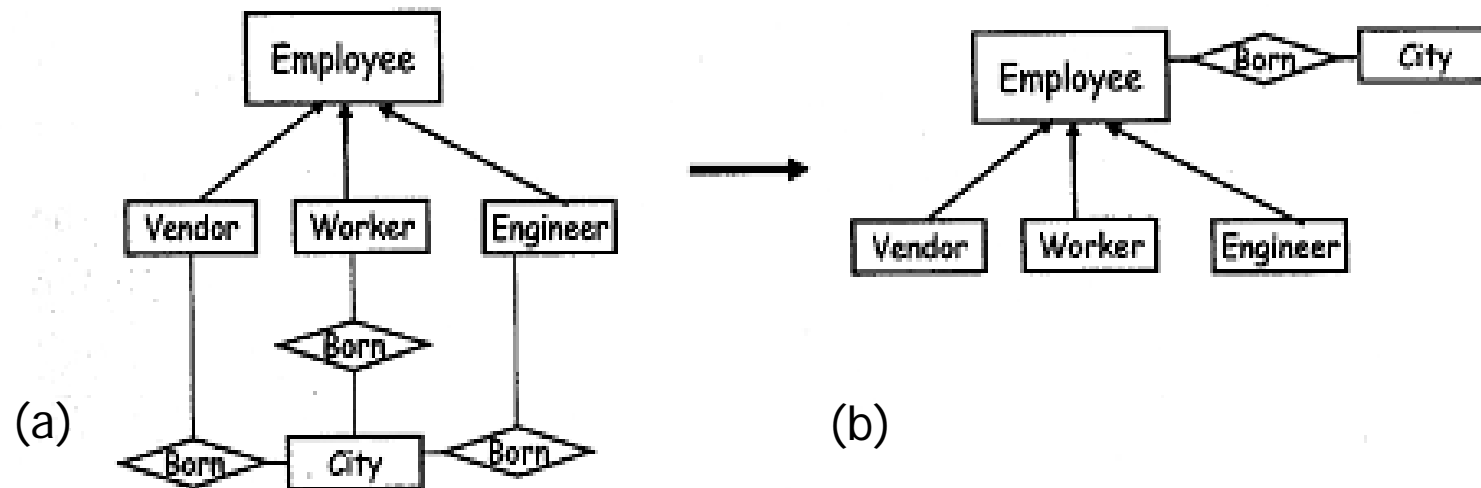 Employee
Vendor
Worker
Engineer
Born
Born
City
Born
(a)
Employee
Born
City
Vendor
Worker
Engineer
(b)